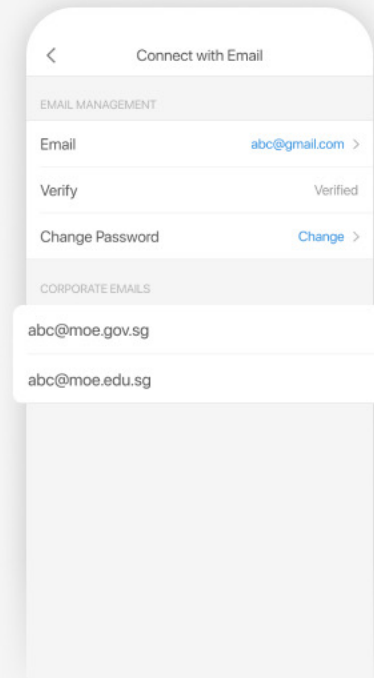 Connect with Email
EMAIL MANAGEMENT
Email abc@gmail.com >
Verify Verified
Change Password Change >
CORPORATE EMAILS
abc@moe.gov.sg
abc@moe.edu.sg